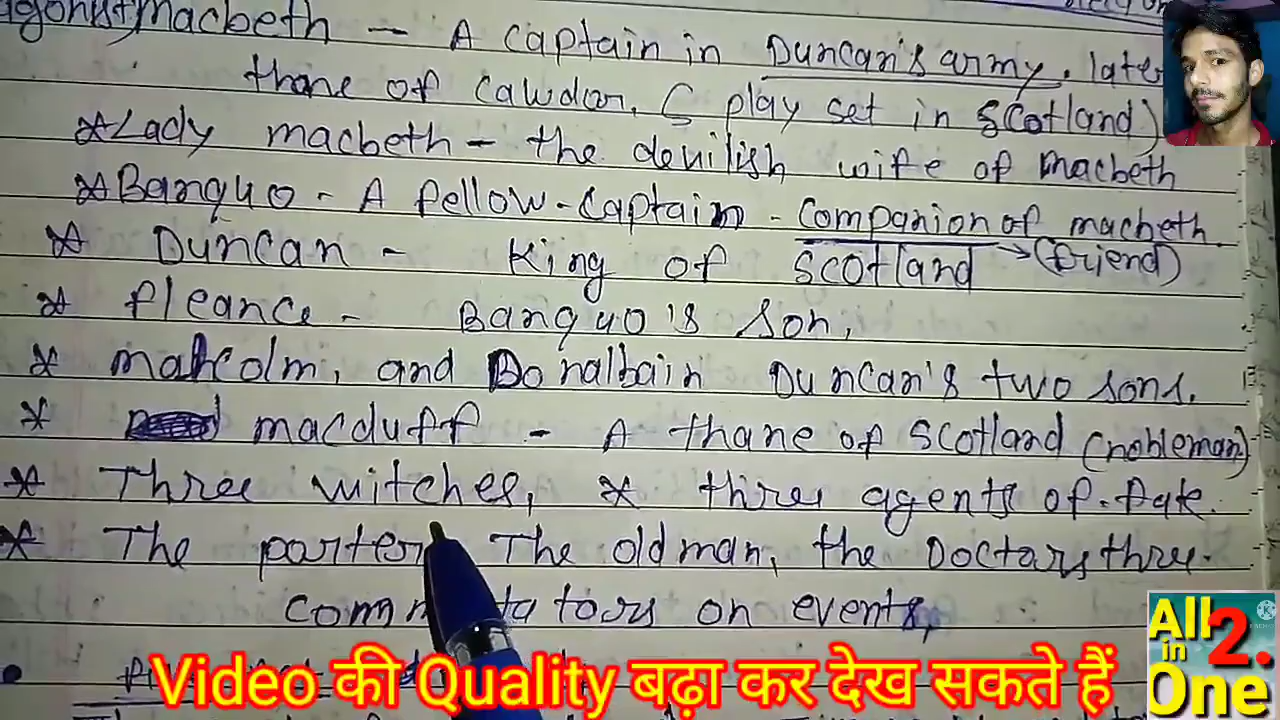 agonist) Macbeth - A captain in Duncan's army. later
thane of Cawdor. ( play set in Scotland)
* Lady macbeth - the devilish wife of Macbeth
* Banquo - A fellow-captain - Companion of macbeth.
* Duncan - King of Scotland → (friend)
* fleance - Banquo's son,
* malcolm, and Donalbain Duncan's two sons.
* macduff - A thane of Scotland (nobleman)
* Three witches, * three agents of. fate.
* The porter The old man, the Doctors three.
on events,
Video की Quality बढ़ा कर देख सकते हैं
All 2.
in
One